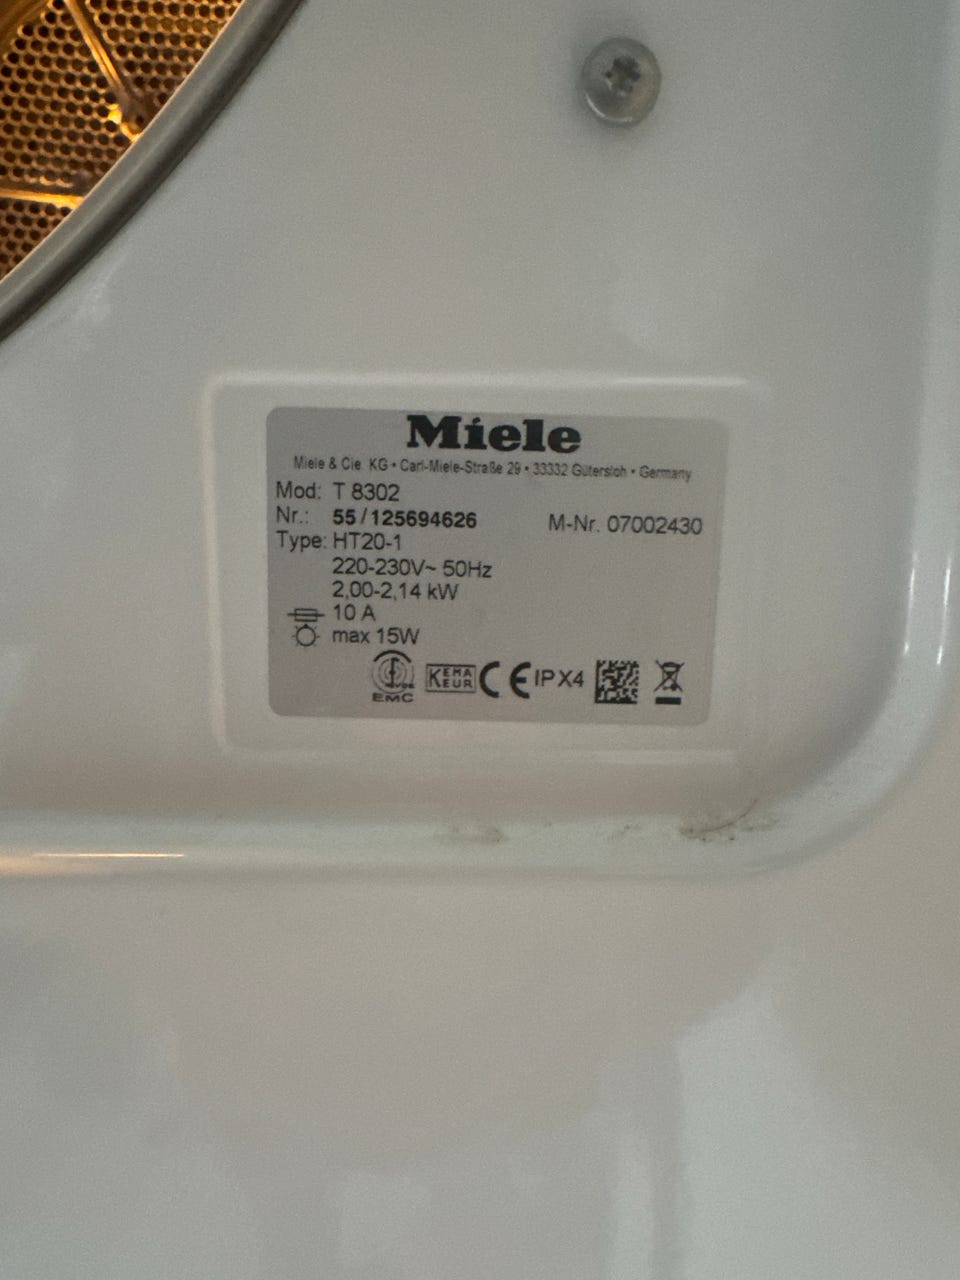 Miele
Miele & Cie. KG • Carl-Miele-Straße 29 • 33332 Gütersloh • Germany
Mod: T 8302
Nr.: 55/125694626 M-Nr. 07002430
Type: HT20-1
220-230V~ 50Hz
2,00-2,14 kW
10 A
max 15W
EMC KEMA EUR CE IPX4